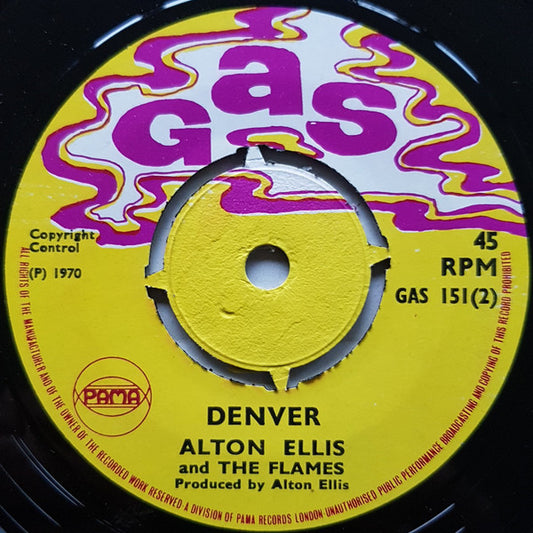 Gas
Copyright
Control
(P) 1970
45
RPM
GAS 151(2)
PAMA
DENVER
ALTON ELLIS
and THE FLAMES
Produced by Alton Ellis
ALL RIGHTS OF THE MANUFACTURER AND OF THE OWNER OF THE RECORDED WORK RESERVED A DIVISION OF PAMA RECORDS LONDON UNAUTHORISED PUBLIC PERFORMANCE BROADCASTING AND COPYING OF THIS RECORD PROHIBITED